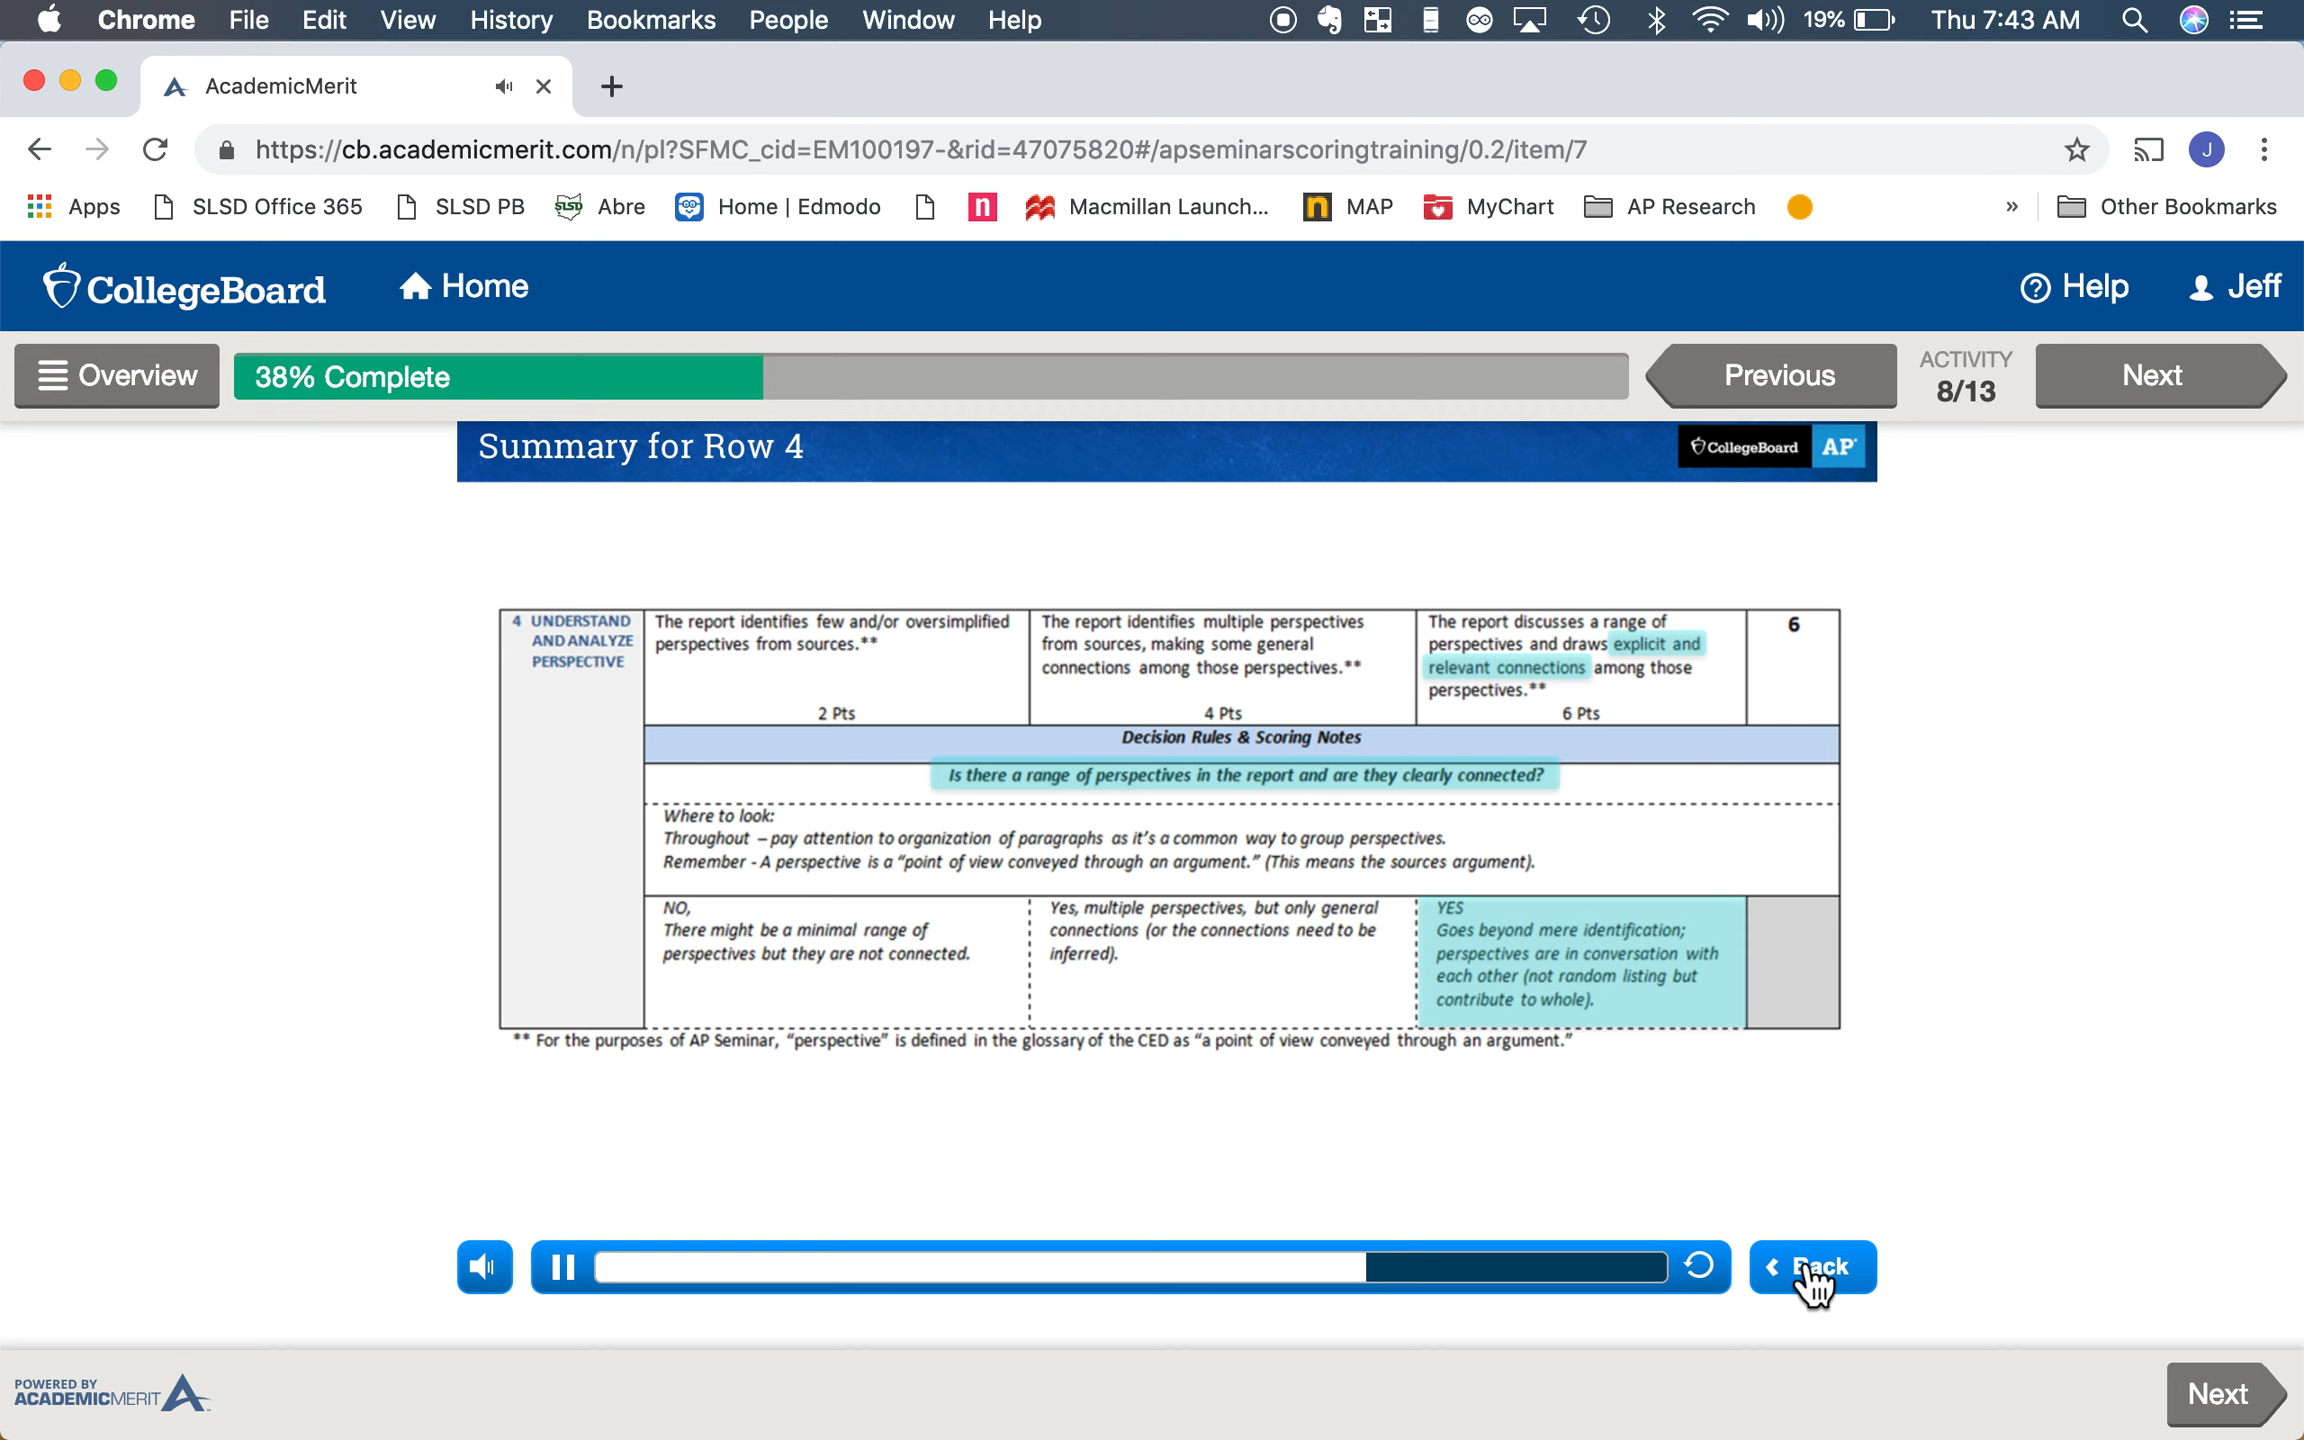 Chrome File Edit View History Bookmarks People Window Help 19% Thu 7:43 AM
AcademicMerit
https://cb.academicmerit.com/n/pl?SFMC_cid=EM100197-&rid=47075820#/apseminarscoringtraining/0.2/item/7 J
Apps SLSD Office 365 SLSD PB SLSD Abre Home | Edmodo n Macmillan Launch... n MAP MyChart AP Research » Other Bookmarks
CollegeBoard Home Help Jeff
Overview 38% Complete Previous ACTIVITY 8/13 Next
Summary for Row 4 CollegeBoard AP
4 UNDERSTAND
AND ANALYZE
PERSPECTIVE
The report identifies few and/or oversimplified
perspectives from sources.**
2 Pts
The report identifies multiple perspectives
from sources, making some general
connections among those perspectives.**
4 Pts
The report discusses a range of
perspectives and draws explicit and
relevant connections among those
perspectives.**
6 Pts
6
Decision Rules & Scoring Notes
Is there a range of perspectives in the report and are they clearly connected?
Where to look:
Throughout – pay attention to organization of paragraphs as it's a common way to group perspectives.
Remember - A perspective is a "point of view conveyed through an argument." (This means the sources argument).
NO,
There might be a minimal range of
perspectives but they are not connected.
Yes, multiple perspectives, but only general
connections (or the connections need to be
inferred).
YES
Goes beyond mere identification;
perspectives are in conversation with
each other (not random listing but
contribute to whole).
** For the purposes of AP Seminar, "perspective" is defined in the glossary of the CED as "a point of view conveyed through an argument."
Back
POWERED BY
ACADEMICMERIT
Next